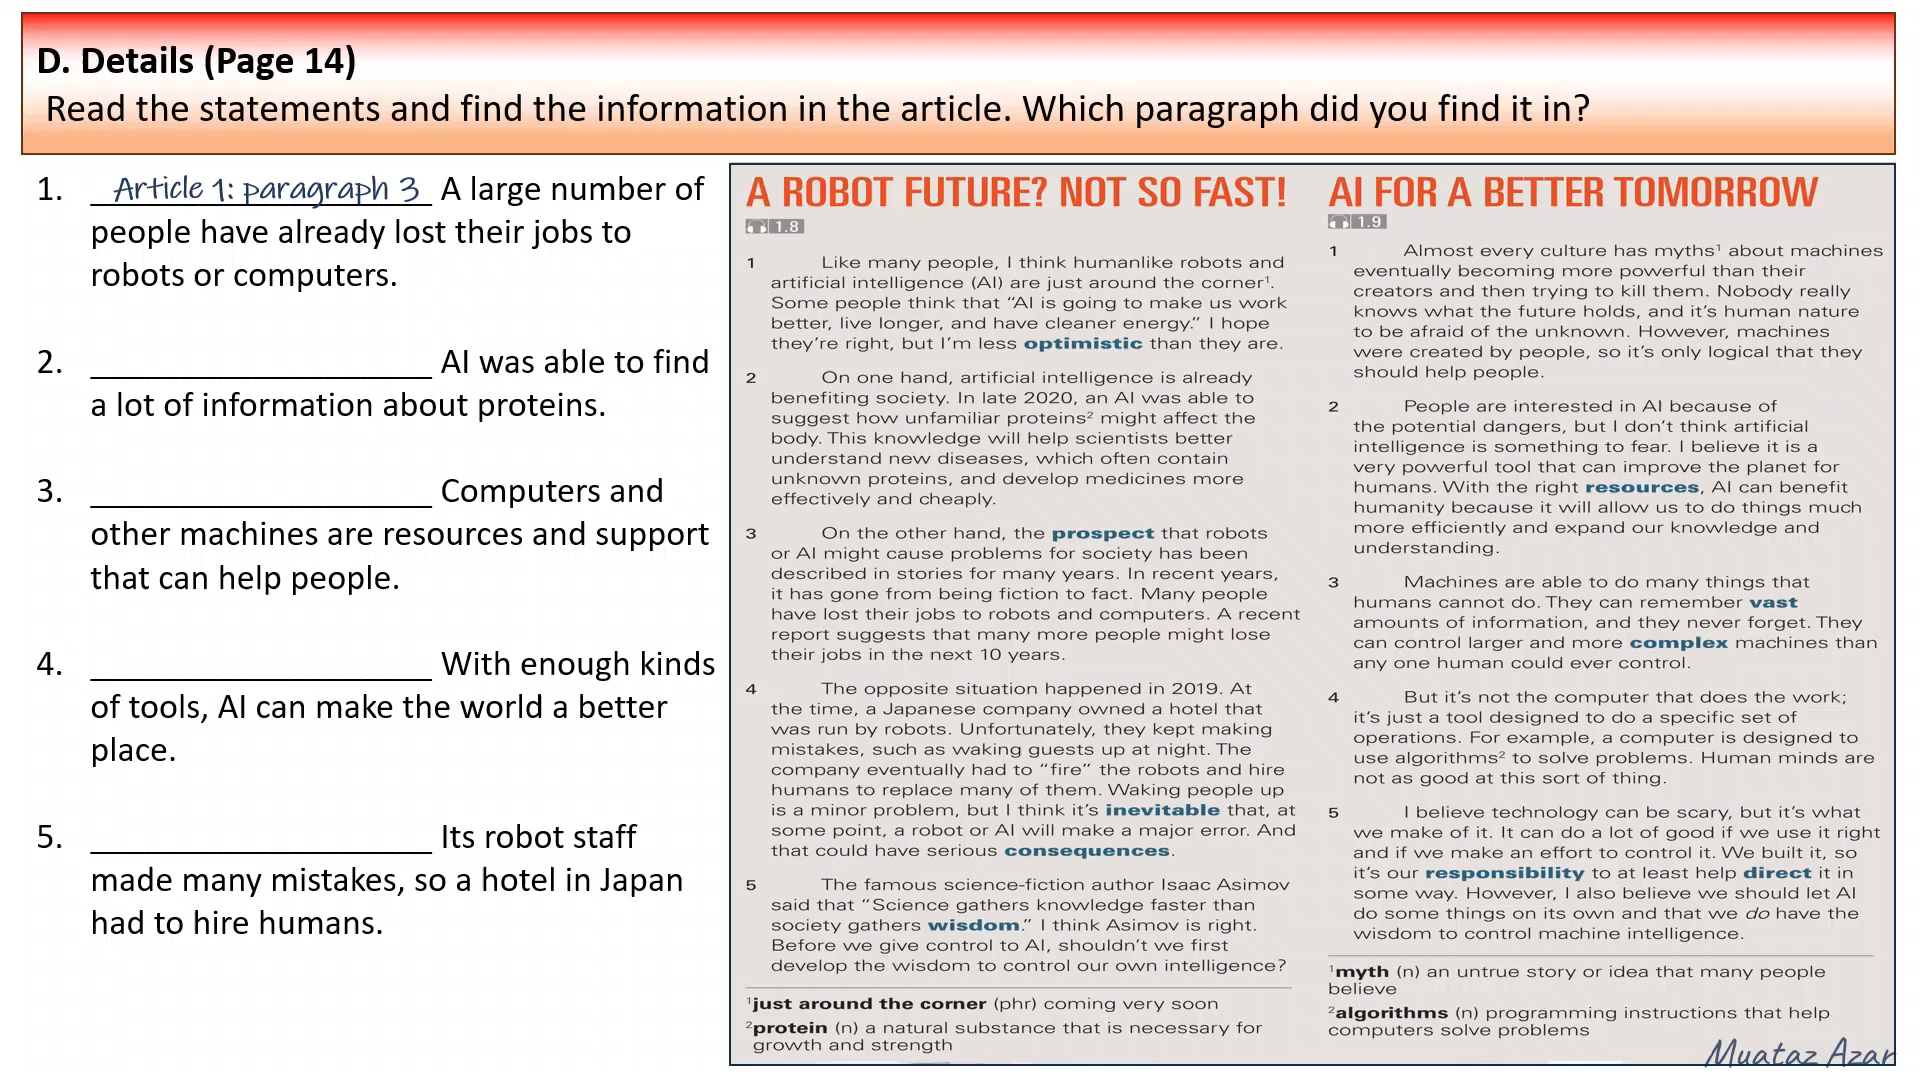 D. Details (Page 14)
Read the statements and find the information in the article. Which paragraph did you find it in?
1. Article 1: paragraph 3 A large number of
people have already lost their jobs to
robots or computers.
2. ____________________ AI was able to find
a lot of information about proteins.
3. ____________________ Computers and
other machines are resources and support
that can help people.
4. ____________________ With enough kinds
of tools, AI can make the world a better
place.
5. ____________________ Its robot staff
made many mistakes, so a hotel in Japan
had to hire humans.
A ROBOT FUTURE? NOT SO FAST!
1.8
1 Like many people, I think humanlike robots and
artificial intelligence (AI) are just around the corner¹.
Some people think that “AI is going to make us work
better, live longer, and have cleaner energy.” I hope
they’re right, but I’m less optimistic than they are.
2 On one hand, artificial intelligence is already
benefiting society. In late 2020, an AI was able to
suggest how unfamiliar proteins² might affect the
body. This knowledge will help scientists better
understand new diseases, which often contain
unknown proteins, and develop medicines more
effectively and cheaply.
3 On the other hand, the prospect that robots
or AI might cause problems for society has been
described in stories for many years. In recent years,
it has gone from being fiction to fact. Many people
have lost their jobs to robots and computers. A recent
report suggests that many more people might lose
their jobs in the next 10 years.
4 The opposite situation happened in 2019. At
the time, a Japanese company owned a hotel that
was run by robots. Unfortunately, they kept making
mistakes, such as waking guests up at night. The
company eventually had to “fire” the robots and hire
humans to replace many of them. Waking people up
is a minor problem, but I think it’s inevitable that, at
some point, a robot or AI will make a major error. And
that could have serious consequences.
5 The famous science-fiction author Isaac Asimov
said that “Science gathers knowledge faster than
society gathers wisdom.” I think Asimov is right.
Before we give control to AI, shouldn’t we first
develop the wisdom to control our own intelligence?
¹just around the corner (phr) coming very soon
²protein (n) a natural substance that is necessary for
growth and strength
AI FOR A BETTER TOMORROW
1.9
1 Almost every culture has myths¹ about machines
eventually becoming more powerful than their
creators and then trying to kill them. Nobody really
knows what the future holds, and it’s human nature
to be afraid of the unknown. However, machines
were created by people, so it’s only logical that they
should help people.
2 People are interested in AI because of
the potential dangers, but I don’t think artificial
intelligence is something to fear. I believe it is a
very powerful tool that can improve the planet for
humans. With the right resources, AI can benefit
humanity because it will allow us to do things much
more efficiently and expand our knowledge and
understanding.
3 Machines are able to do many things that
humans cannot do. They can remember vast
amounts of information, and they never forget. They
can control larger and more complex machines than
any one human could ever control.
4 But it’s not the computer that does the work;
it’s just a tool designed to do a specific set of
operations. For example, a computer is designed to
use algorithms² to solve problems. Human minds are
not as good at this sort of thing.
5 I believe technology can be scary, but it’s what
we make of it. It can do a lot of good if we use it right
and if we make an effort to control it. We built it, so
it’s our responsibility to at least help direct it in
some way. However, I also believe we should let AI
do some things on its own and that we do have the
wisdom to control machine intelligence.
¹myth (n) an untrue story or idea that many people
believe
²algorithms (n) programming instructions that help
computers solve problems
Muataz Azar